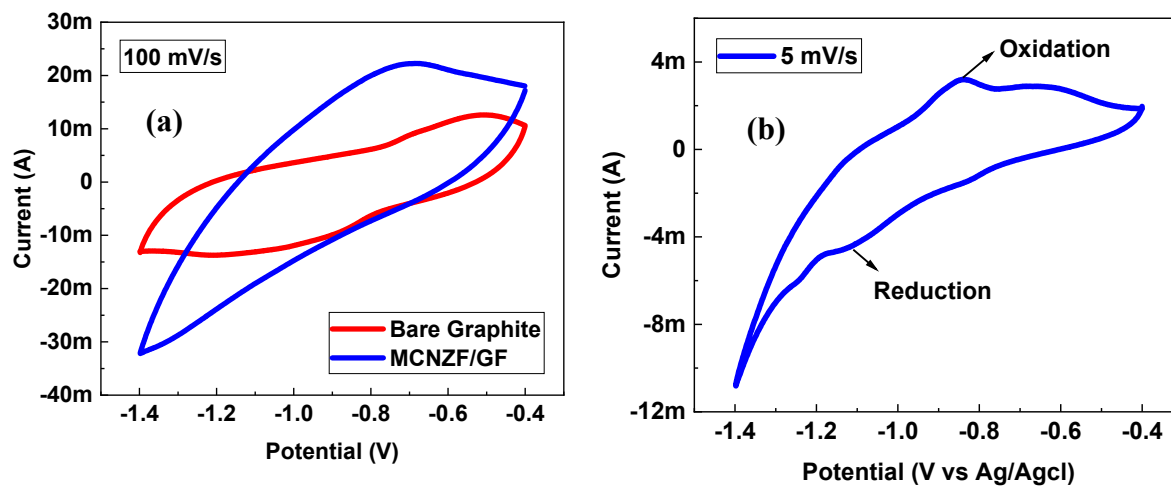 100 mV/s
(a)
30m
20m
10m
0
-10m
-20m
-30m
-40m
Current (A)
Bare Graphite
MCNZF/GF
-1.4 -1.2 -1.0 -0.8 -0.6 -0.4
Potential (V)
5 mV/s
(b)
Oxidation
Reduction
4m
0
-4m
-8m
-12m
Current (A)
-1.4 -1.2 -1.0 -0.8 -0.6 -0.4
Potential (V vs Ag/Agcl)